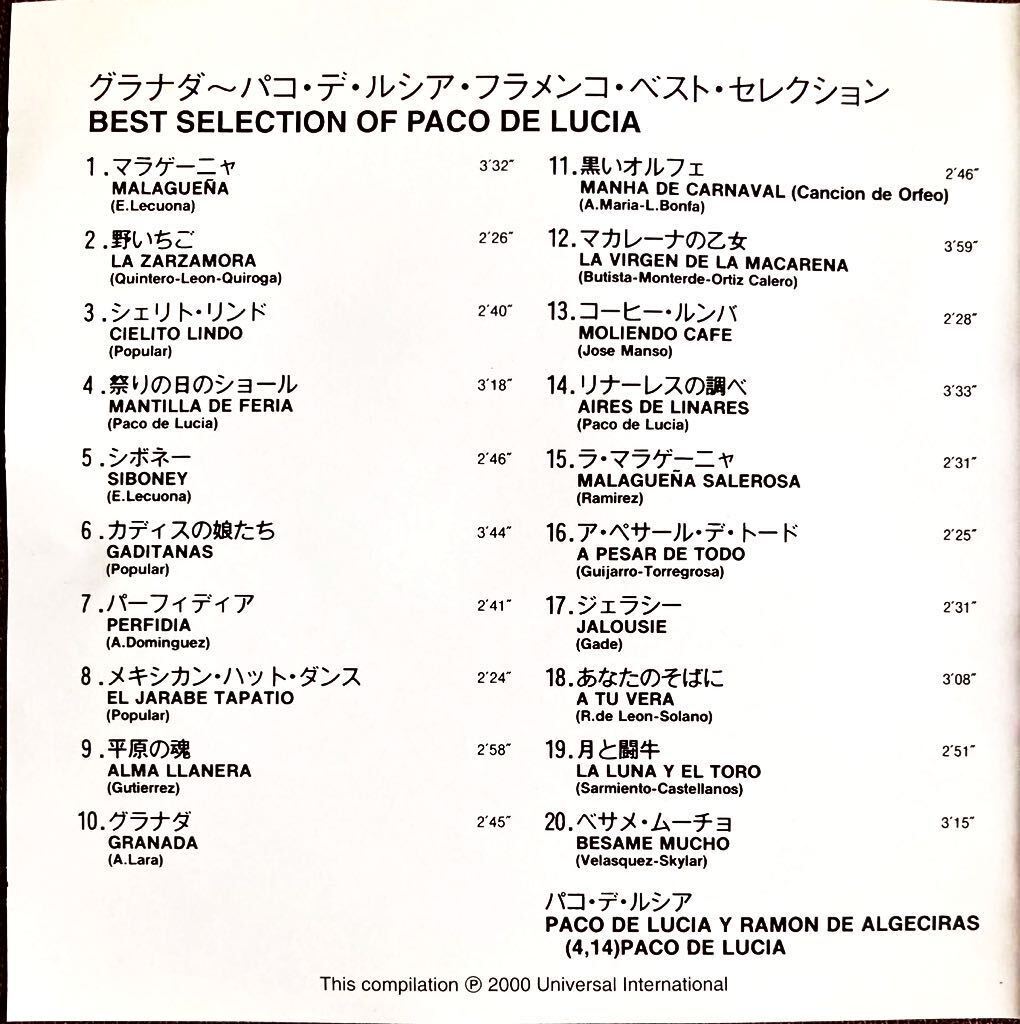 グラナダ～パコ・デ・ルシア・フラメンコ・ベスト・セレクション
BEST SELECTION OF PACO DE LUCIA
1.マラゲーニャ 3'32"
MALAGUEÑA
(E.Lecuona)
2.野いちご 2'26"
LA ZARZAMORA
(Quintero-Leon-Quiroga)
3.シェリト・リンド 2'40"
CIELITO LINDO
(Popular)
4.祭りの日のショール 3'18"
MANTILLA DE FERIA
(Paco de Lucia)
5.シボネー 2'46"
SIBONEY
(E.Lecuona)
6.カディスの娘たち 3'44"
GADITANAS
(Popular)
7.パーフィディア 2'41"
PERFIDIA
(A.Dominguez)
8.メキシカン・ハット・ダンス 2'24"
EL JARABE TAPATIO
(Popular)
9.平原の魂 2'58"
ALMA LLANERA
(Gutierrez)
10.グラナダ 2'45"
GRANADA
(A.Lara)
11.黒いオルフェ 2'46"
MANHA DE CARNAVAL (Cancion de Orfeo)
(A.Maria-L.Bonfa)
12.マカレーナの乙女 3'59"
LA VIRGEN DE LA MACARENA
(Butista-Monterde-Ortiz Calero)
13.コーヒー・ルンバ 2'28"
MOLIENDO CAFE
(Jose Manso)
14.リナーレスの調べ 3'33"
AIRES DE LINARES
(Paco de Lucia)
15.ラ・マラゲーニャ 2'31"
MALAGUEÑA SALEROSA
(Ramirez)
16.ア・ペサール・デ・トード 2'25"
A PESAR DE TODO
(Guijarro-Torregrosa)
17.ジェラシー 2'31"
JALOUSIE
(Gade)
18.あなたのそばに 3'08"
A TU VERA
(R.de Leon-Solano)
19.月と闘牛 2'51"
LA LUNA Y EL TORO
(Sarmiento-Castellanos)
20.ベサメ・ムーチョ 3'15"
BESAME MUCHO
(Velasquez-Skylar)
パコ・デ・ルシア
PACO DE LUCIA Y RAMON DE ALGECIRAS
(4,14)PACO DE LUCIA
This compilation ℗ 2000 Universal International